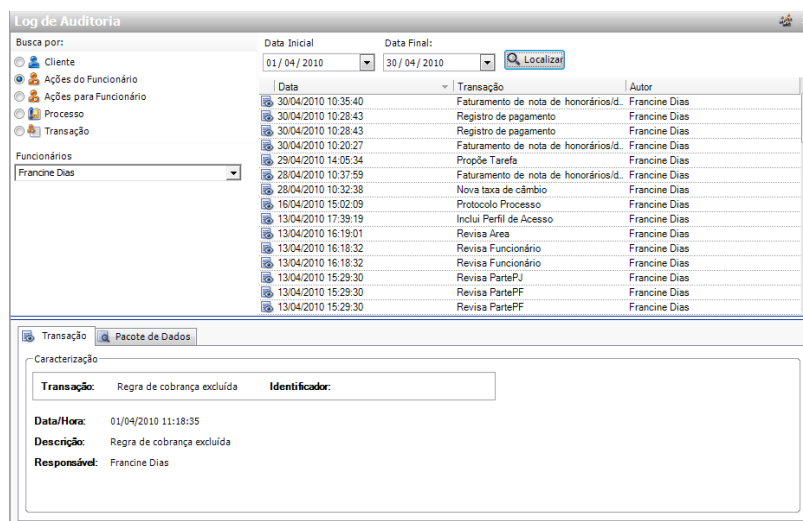 Log de Auditoria
Busca por:
Cliente
Ações do Funcionário
Ações para Funcionário
Processo
Transação
Funcionários
Francine Dias
Data Inicial Data Final:
01/04/2010 30/04/2010 Localizar
Data Transação Autor
30/04/2010 10:35:40 Faturamento de nota de honorários/d.. Francine Dias
30/04/2010 10:28:43 Registro de pagamento Francine Dias
30/04/2010 10:28:43 Registro de pagamento Francine Dias
30/04/2010 10:20:27 Faturamento de nota de honorários/d.. Francine Dias
29/04/2010 14:05:34 Propõe Tarefa Francine Dias
28/04/2010 10:37:59 Faturamento de nota de honorários/d.. Francine Dias
28/04/2010 10:32:38 Nova taxa de câmbio Francine Dias
16/04/2010 15:02:09 Protocolo Processo Francine Dias
13/04/2010 17:39:19 Inclui Perfil de Acesso Francine Dias
13/04/2010 16:19:01 Revisa Area Francine Dias
13/04/2010 16:18:32 Revisa Funcionário Francine Dias
13/04/2010 16:18:32 Revisa Funcionário Francine Dias
13/04/2010 15:29:30 Revisa PartePJ Francine Dias
13/04/2010 15:29:30 Revisa PartePF Francine Dias
13/04/2010 15:29:30 Revisa PartePF Francine Dias
Transação Pacote de Dados
Caracterização
Transação: Regra de cobrança excluída Identificador:
Data/Hora: 01/04/2010 11:18:35
Descrição: Regra de cobrança excluída
Responsável: Francine Dias